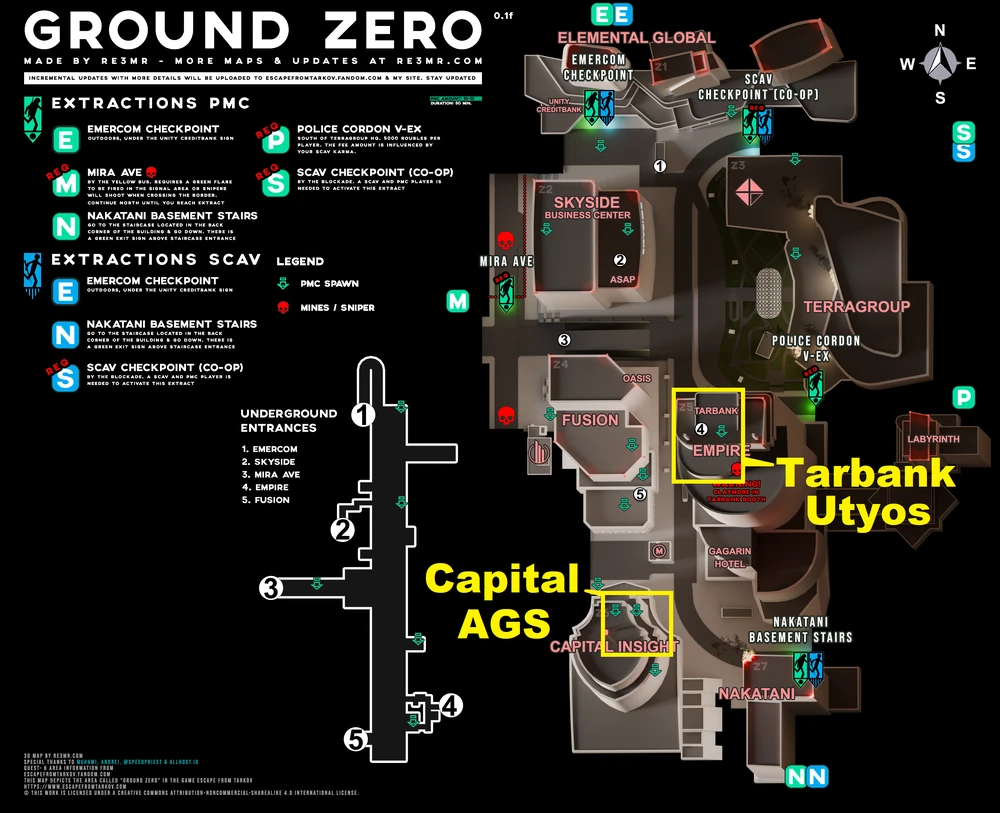 GROUND ZERO
0.1f
MADE BY RE3MR - MORE MAPS & UPDATES AT RE3MR.COM
INCREMENTAL UPDATES WITH MORE DETAILS WILL BE UPLOADED TO ESCAPEFROMTARKOV.FANDOM.COM & MY SITE. STAY UPDATED
EXTRACTIONS PMC
DURATION: 50 MIN.
E
EMERCOM CHECKPOINT
OUTDOORS, UNDER THE UNITY CREDITBANK SIGN
REQ
P
POLICE CORDON V-EX
SOUTH OF TERRAGROUP HQ. 5000 ROUBLES PER
PLAYER. THE FEE AMOUNT IS INFLUENCED BY
YOUR SCAV KARMA.
REQ
M
MIRA AVE
BY THE YELLOW BUS. REQUIRES A GREEN FLARE
TO BE FIRED IN THE SIGNAL AREA OR SNIPERS
WILL SHOOT WHEN CROSSING THE BORDER.
CONTINUE NORTH UNTIL YOU REACH EXTRACT
REQ
S
SCAV CHECKPOINT (CO-OP)
BY THE BLOCKADE. A SCAV AND PMC PLAYER IS
NEEDED TO ACTIVATE THIS EXTRACT
N
NAKATANI BASEMENT STAIRS
GO TO THE STAIRCASE LOCATED IN THE BACK
CORNER OF THE BUILDING & GO DOWN. THERE IS
A GREEN EXIT SIGN ABOVE STAIRCASE ENTRANCE
EXTRACTIONS SCAV
E
EMERCOM CHECKPOINT
OUTDOORS, UNDER THE UNITY CREDITBANK SIGN
N
NAKATANI BASEMENT STAIRS
GO TO THE STAIRCASE LOCATED IN THE BACK
CORNER OF THE BUILDING & GO DOWN. THERE IS
A GREEN EXIT SIGN ABOVE STAIRCASE ENTRANCE
REQ
S
SCAV CHECKPOINT (CO-OP)
BY THE BLOCKADE. A SCAV AND PMC PLAYER IS
NEEDED TO ACTIVATE THIS EXTRACT
LEGEND
PMC SPAWN
MINES / SNIPER
UNDERGROUND
ENTRANCES
1. EMERCOM
2. SKYSIDE
3. MIRA AVE
4. EMPIRE
5. FUSION
1
2
3
4
5
E E
ELEMENTAL GLOBAL
N
W E
S
EMERCOM
CHECKPOINT
Z1
SCAV
CHECKPOINT (CO-OP)
UNITY
CREDITBANK
REQ
S
S
1
Z3
Z2
SKYSIDE
BUSINESS CENTER
MIRA AVE
REQ
2
ASAP
M
TERRAGROUP
3
POLICE CORDON
V-EX
REQ
P
Z4
OASIS
FUSION
Z5
TARBANK
4
EMPIRE
LABYRINTH
WARNING!
CLAYMORE IN
TARBANK BOOTH
Tarbank
Utyos
5
M
GAGARIN
HOTEL
Capital
AGS
CAPITAL INSIGHT
NAKATANI
BASEMENT STAIRS
Z7
NAKATANI
N N
3D MAP BY RE3MR.COM
SPECIAL THANKS TO MUHAMI, ANDREI, @SPEEDPRIEST & ALLHOST.IO
QUEST- & AREA INFORMATION FROM
ESCAPEFROMTARKOV.FANDOM.COM
THIS MAP DEPICTS THE AREA CALLED "GROUND ZERO" IN THE GAME ESCAPE FROM TARKOV
HTTPS://WWW.ESCAPEFROMTARKOV.COM
© THIS WORK IS LICENSED UNDER A CREATIVE COMMONS ATTRIBUTION-NONCOMMERCIAL-SHAREALIKE 4.0 INTERNATIONAL LICENSE.